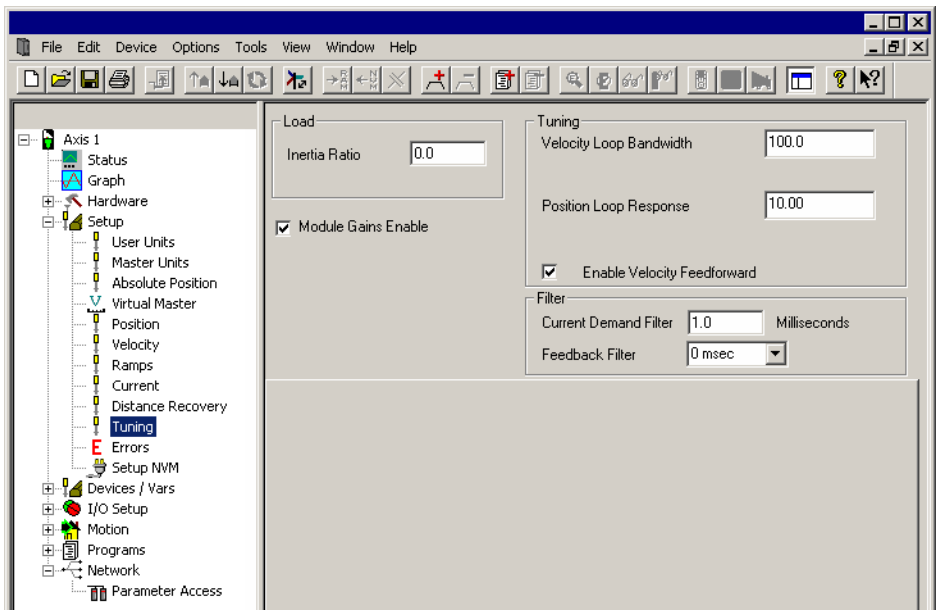 File Edit Device Options Tools View Window Help
Axis 1
Status
Graph
Hardware
Setup
User Units
Master Units
Absolute Position
Virtual Master
Position
Velocity
Ramps
Current
Distance Recovery
Tuning
Errors
Setup NVM
Devices / Vars
I/O Setup
Motion
Programs
Network
Parameter Access
Load
Inertia Ratio 0.0
Module Gains Enable
Tuning
Velocity Loop Bandwidth 100.0
Position Loop Response 10.00
Enable Velocity Feedforward
Filter
Current Demand Filter 1.0 Milliseconds
Feedback Filter 0 msec